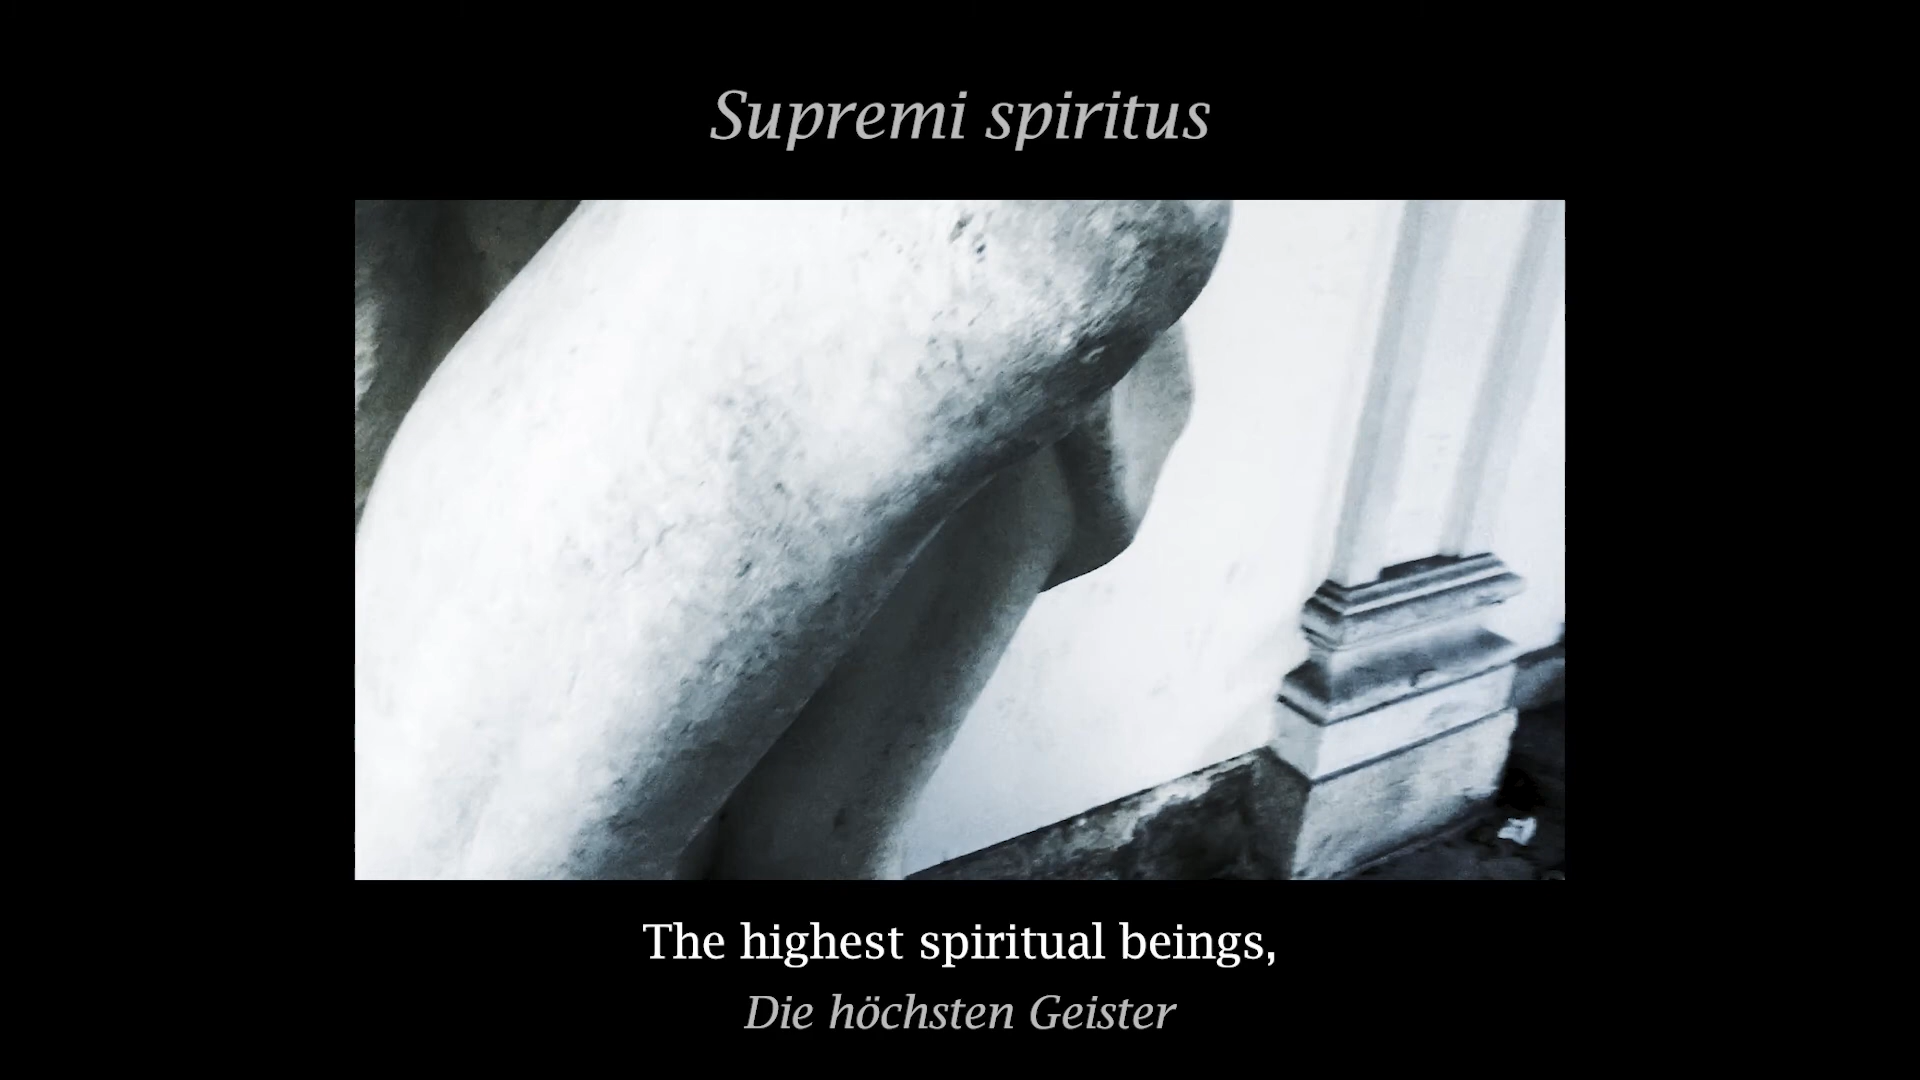 Supremi spiritus
The highest spiritual beings,
Die höchsten Geister